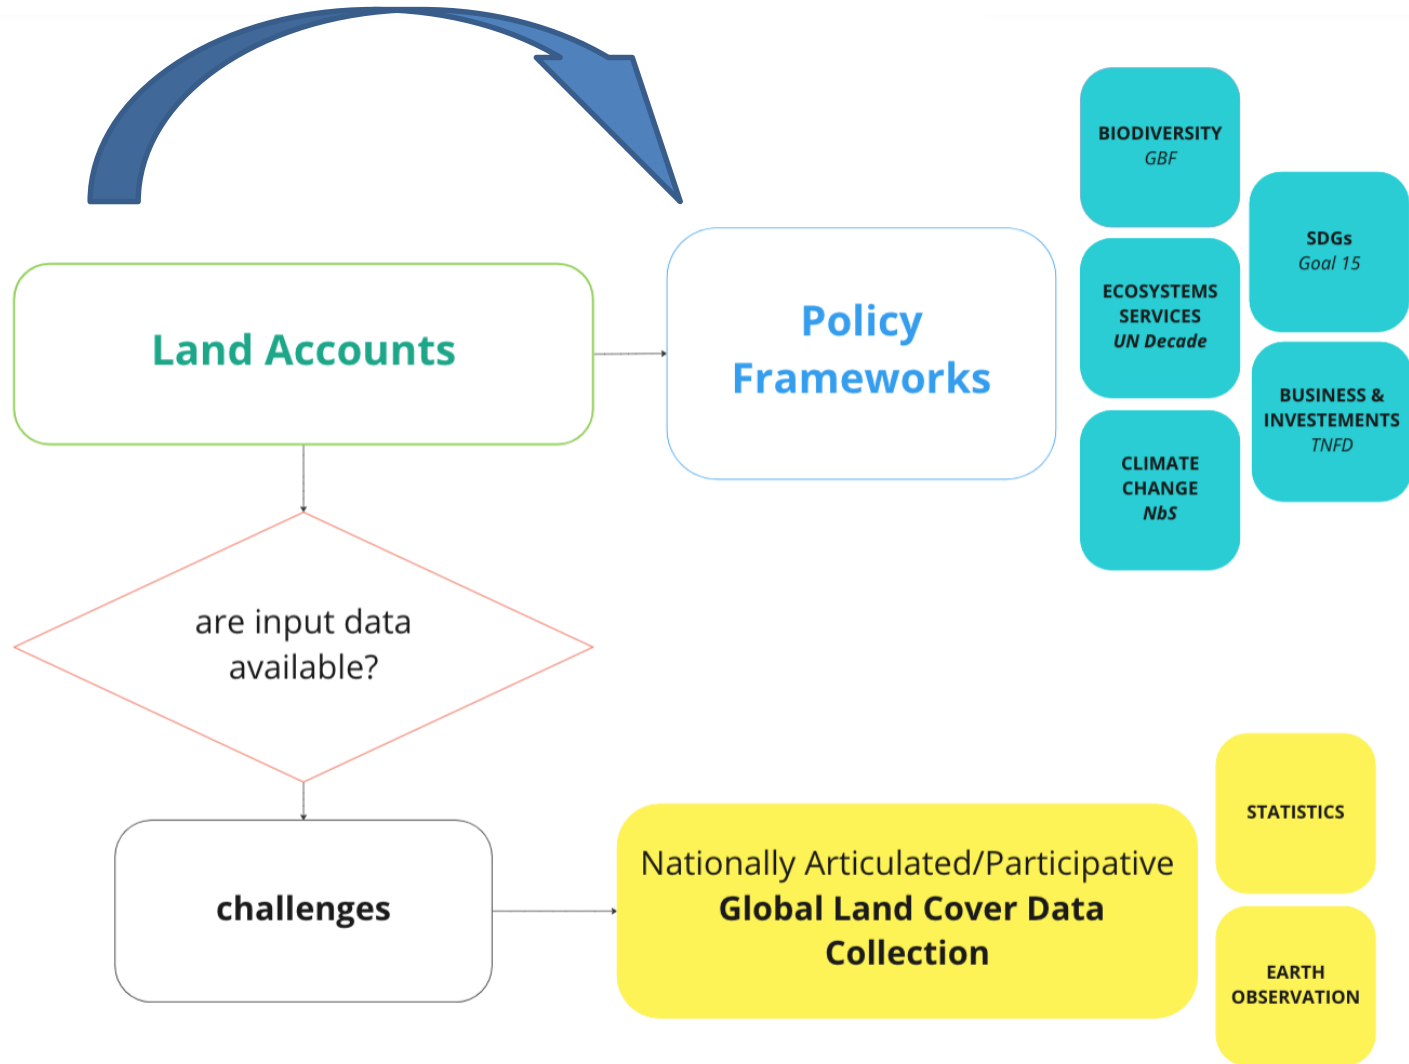 Land Accounts
Policy
Frameworks
BIODIVERSITY
GBF
SDGs
Goal 15
ECOSYSTEMS
SERVICES
UN Decade
BUSINESS &
INVESTEMENTS
TNFD
CLIMATE
CHANGE
NbS
are input data
available?
challenges
Nationally Articulated/Participative
Global Land Cover Data
Collection
STATISTICS
EARTH
OBSERVATION